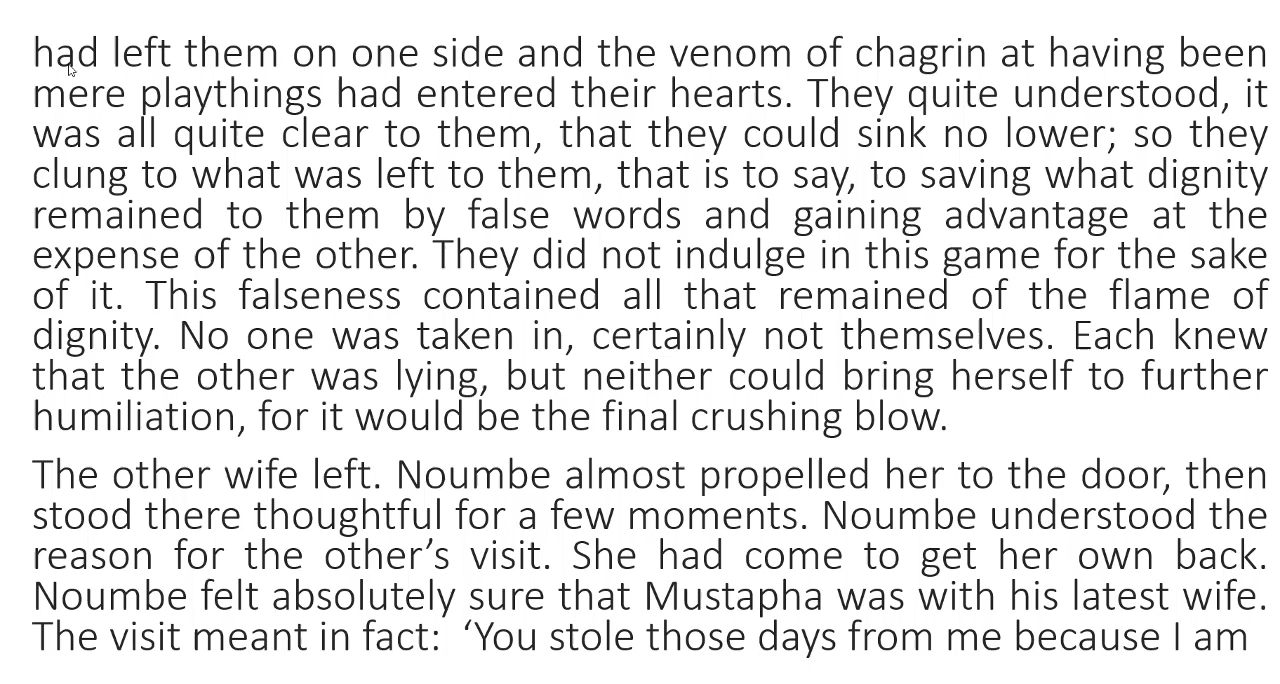 had left them on one side and the venom of chagrin at having been
mere playthings had entered their hearts. They quite understood, it
was all quite clear to them, that they could sink no lower; so they
clung to what was left to them, that is to say, to saving what dignity
remained to them by false words and gaining advantage at the
expense of the other. They did not indulge in this game for the sake
of it. This falseness contained all that remained of the flame of
dignity. No one was taken in, certainly not themselves. Each knew
that the other was lying, but neither could bring herself to further
humiliation, for it would be the final crushing blow.
The other wife left. Noumbe almost propelled her to the door, then
stood there thoughtful for a few moments. Noumbe understood the
reason for the other’s visit. She had come to get her own back.
Noumbe felt absolutely sure that Mustapha was with his latest wife.
The visit meant in fact: ‘You stole those days from me because I am